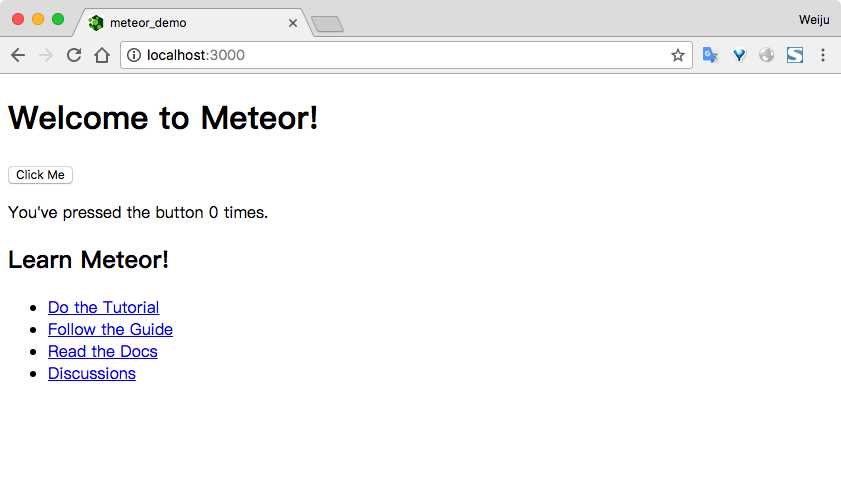 meteor_demo
Weiju
localhost:3000
Welcome to Meteor!
Click Me
You've pressed the button 0 times.
Learn Meteor!
Do the Tutorial
Follow the Guide
Read the Docs
Discussions